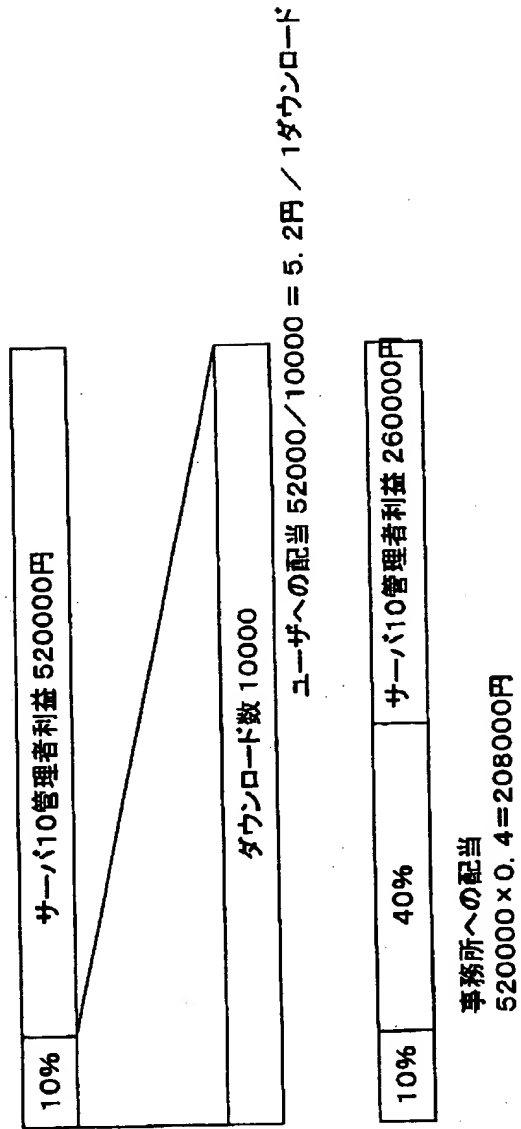 10%
サーバ10管理者利益 520000円
ダウンロード数 10000
ユーザへの配当 52000/10000 = 5. 2円 / 1ダウンロード
10%
40%
サーバ10管理者利益 260000円
事務所への配当
520000×0. 4=208000円